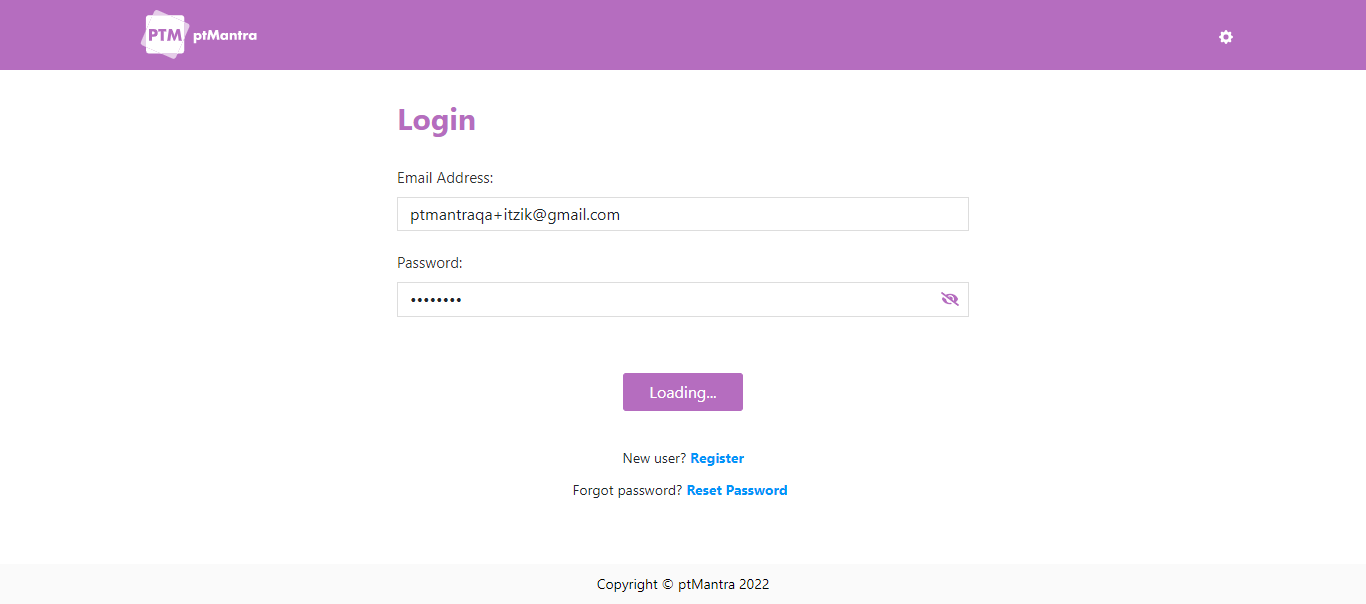 PTM ptMantra
Login
Email Address:
ptmantraqa+itzik@gmail.com
Password:
••••••••
Loading...
New user? Register
Forgot password? Reset Password
Copyright © ptMantra 2022